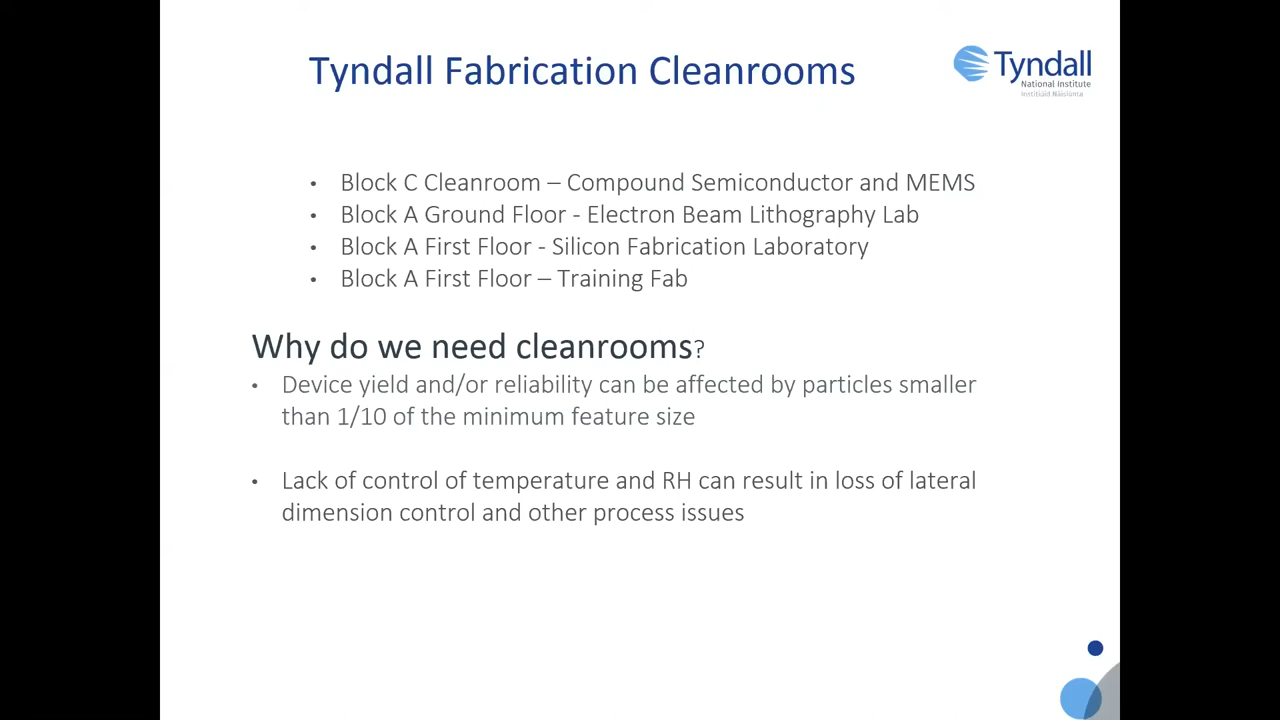 Tyndall Fabrication Cleanrooms
Tyndall
National Institute
Institiúid Náisiúnta
• Block C Cleanroom – Compound Semiconductor and MEMS
• Block A Ground Floor - Electron Beam Lithography Lab
• Block A First Floor - Silicon Fabrication Laboratory
• Block A First Floor – Training Fab
Why do we need cleanrooms?
• Device yield and/or reliability can be affected by particles smaller
than 1/10 of the minimum feature size
• Lack of control of temperature and RH can result in loss of lateral
dimension control and other process issues